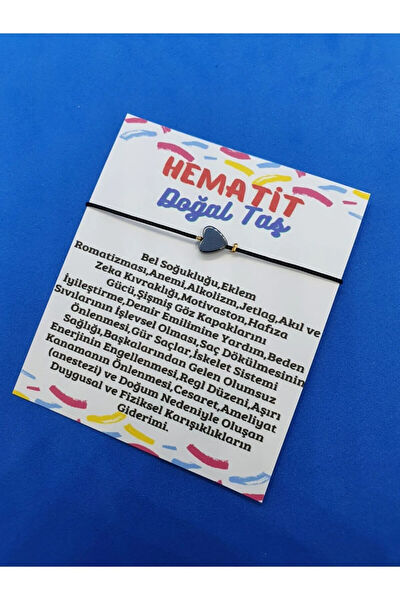 HEMATİT
Doğal Taş
Bel Soğukluğu,Eklem
Romatizması,Anemi,Alkolizm,Jetlag,Akıl ve
Zeka Kıvraklığı,Motivaston,Hafıza
Gücü,Şişmiş Göz Kapaklarını
İyileştirme,Demir Emilimine Yardım,Beden
Sıvılarının İşlevsel Olması,Saç Dökülmesinin
Önlenmesi,Gür Saçlar,İskelet Sistemi
Sağlığı,Başkalarından Gelen Olumsuz
Enerjinin Engellenmesi,Regl Düzeni,Aşırı
Kanamanın Önlenmesi,Cesaret,Ameliyat
(anestezi) ve Doğum Nedeniyle Oluşan
Duygusal ve Fiziksel Karışıklıkların
Giderimi.